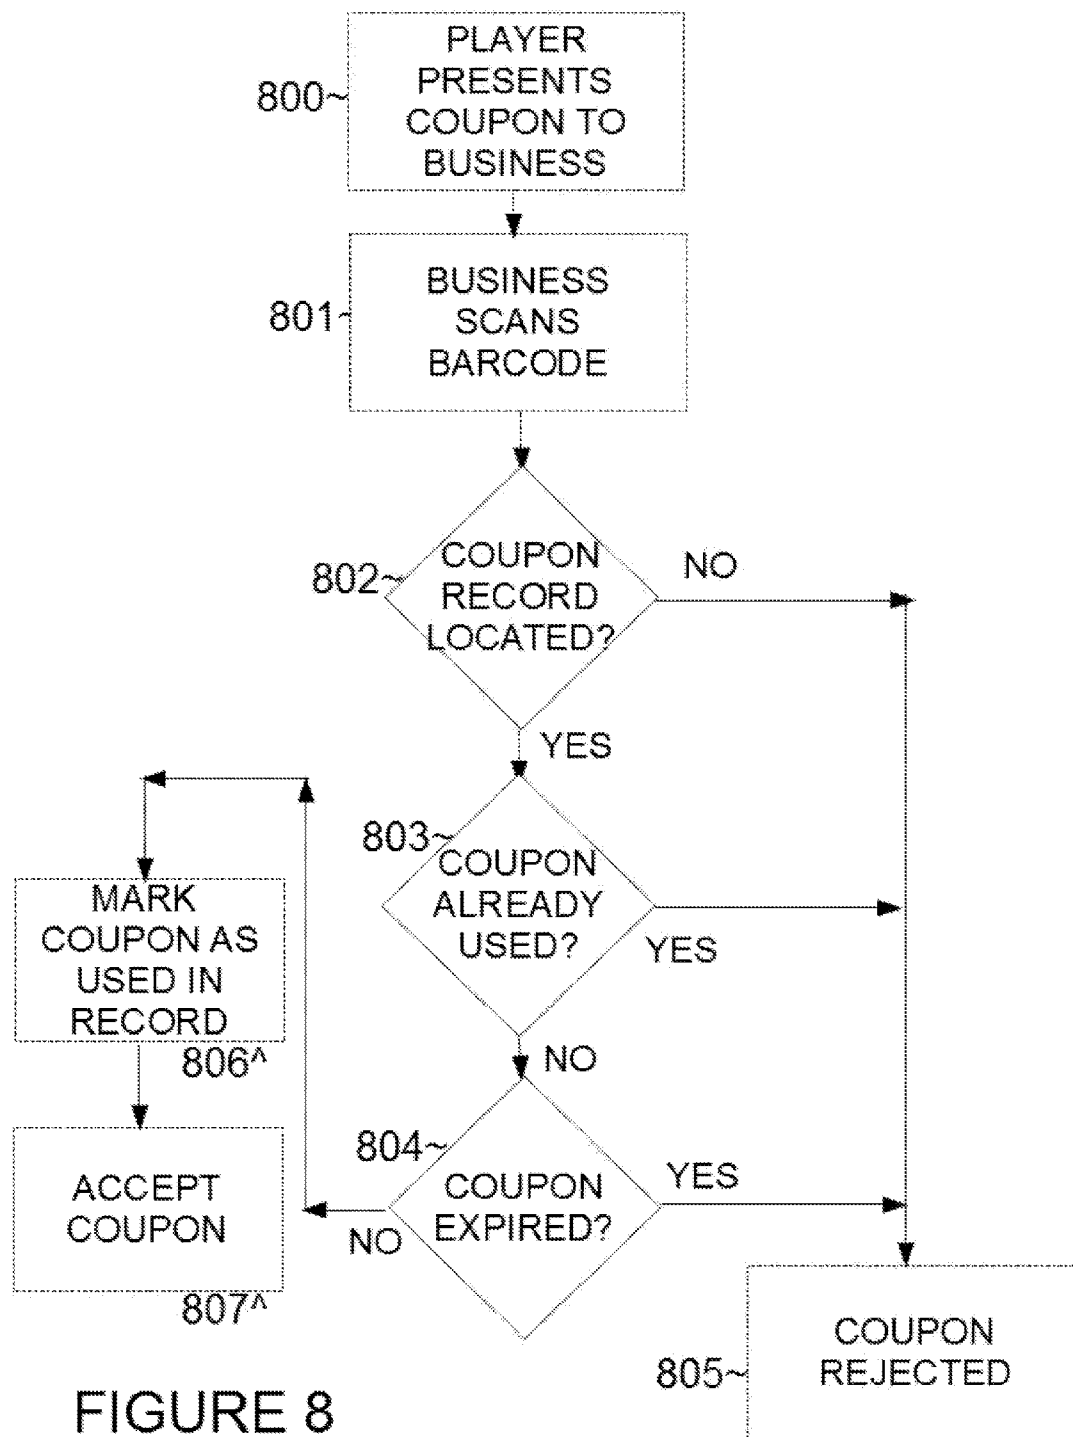 PLAYER
PRESENTS
COUPON TO
BUSINESS
800~
BUSINESS
SCANS
BARCODE
801
COUPON
RECORD
LOCATED?
802~
NO
YES
803~
COUPON
ALREADY
USED?
YES
MARK
COUPON AS
USED IN
RECORD
806^
NO
804~
COUPON
EXPIRED?
YES
NO
ACCEPT
COUPON
807^
COUPON
REJECTED
805~
FIGURE 8